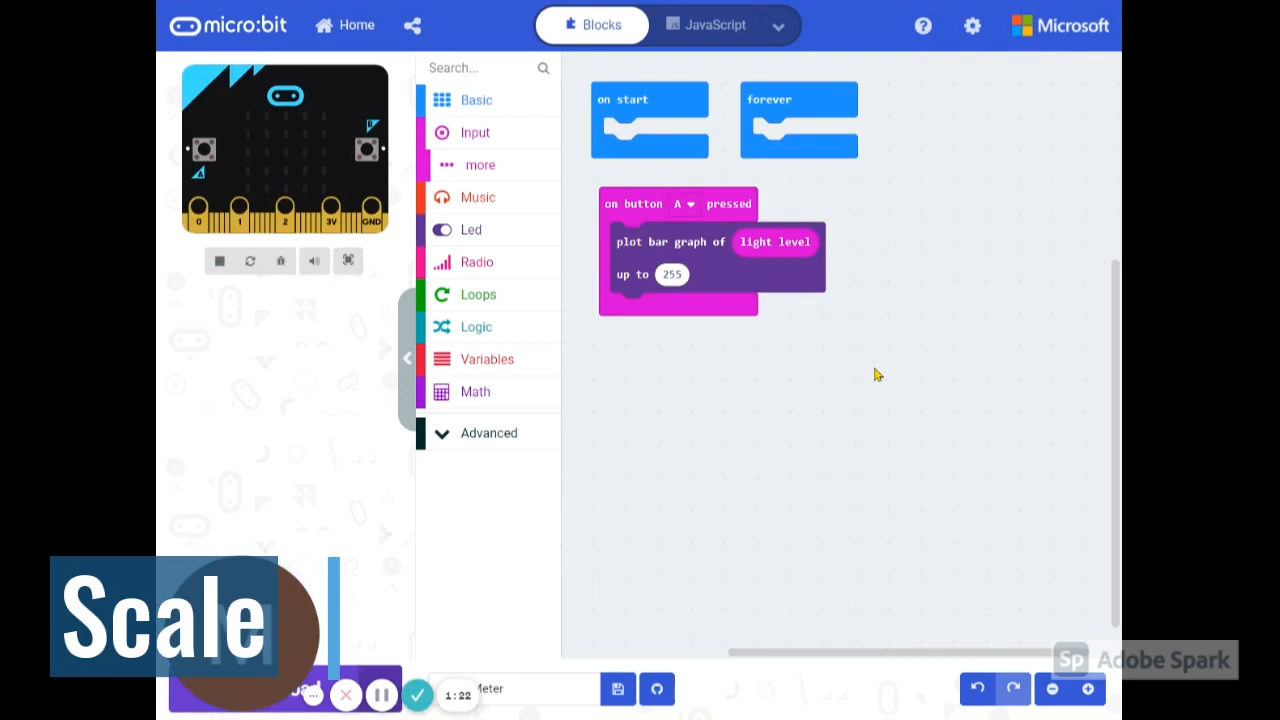 micro:bit
Home
Blocks
JavaScript
Microsoft
Search...
Basic
Input
more
Music
Led
Radio
Loops
Logic
Variables
Math
Advanced
A
B
0 1 2 3V GND
on start
forever
on button A pressed
plot bar graph of light level
up to 255
Scale
1:22
Meter
Sp Adobe Spark